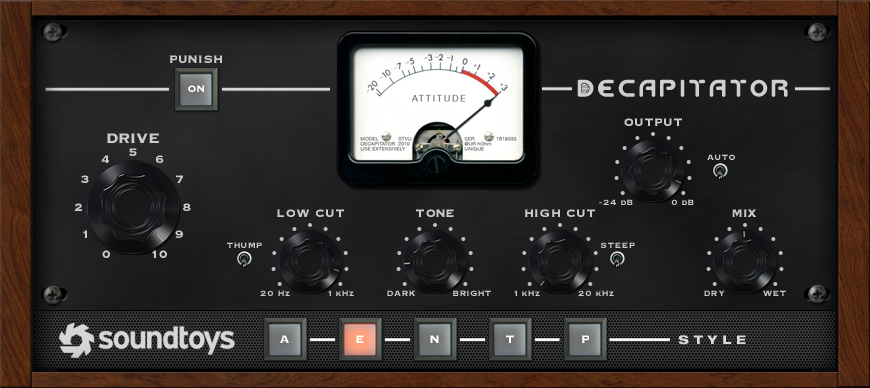 PUNISH
ON
DRIVE
0 1 2 3 4 5 6 7 8 9 10
-20 -10 -7 -5 -3 -2 -1 0 -1 -2 -3
ATTITUDE
MODEL STVU
DECAPITATOR 2010
USE EXTENSIVELY
SER. 1616033
@UR hOhm
UNIQUE
DECAPITATOR
OUTPUT
-24 dB 0 dB
AUTO
THUMP
LOW CUT
20 HZ 1 KHZ
TONE
DARK BRIGHT
HIGH CUT
1 KHZ 20 KHZ
STEEP
MIX
DRY WET
soundtoys
A E N T P
STYLE